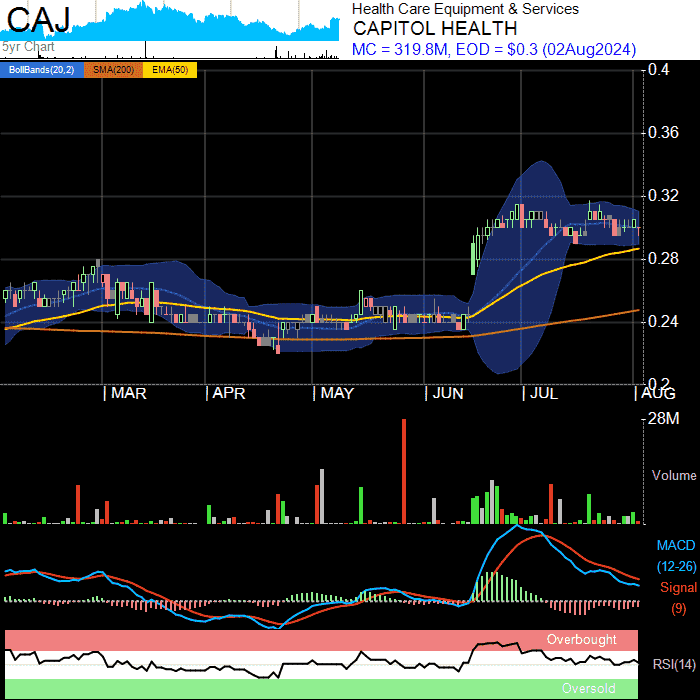 CAJ
5yr Chart
Health Care Equipment & Services
CAPITOL HEALTH
MC = 319.8M, EOD = $0.3 (02Aug2024)
BollBands(20,2) SMA(200) EMA(50)
0.4
0.36
0.32
0.28
0.24
0.2
MAR APR MAY JUN JUL AUG
28M
Volume
MACD
(12-26)
Signal
(9)
Overbought
RSI(14)
Oversold